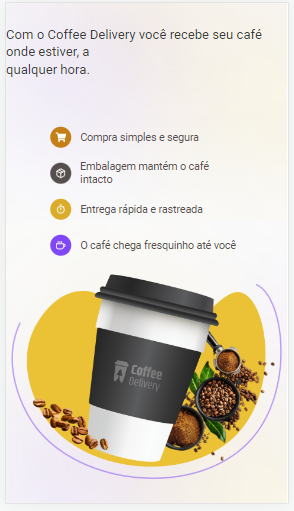 Com o Coffee Delivery você recebe seu café
onde estiver, a
qualquer hora.
Compra simples e segura
Embalagem mantém o café
intacto
Entrega rápida e rastreada
O café chega fresquinho até você
Coffee
Delivery